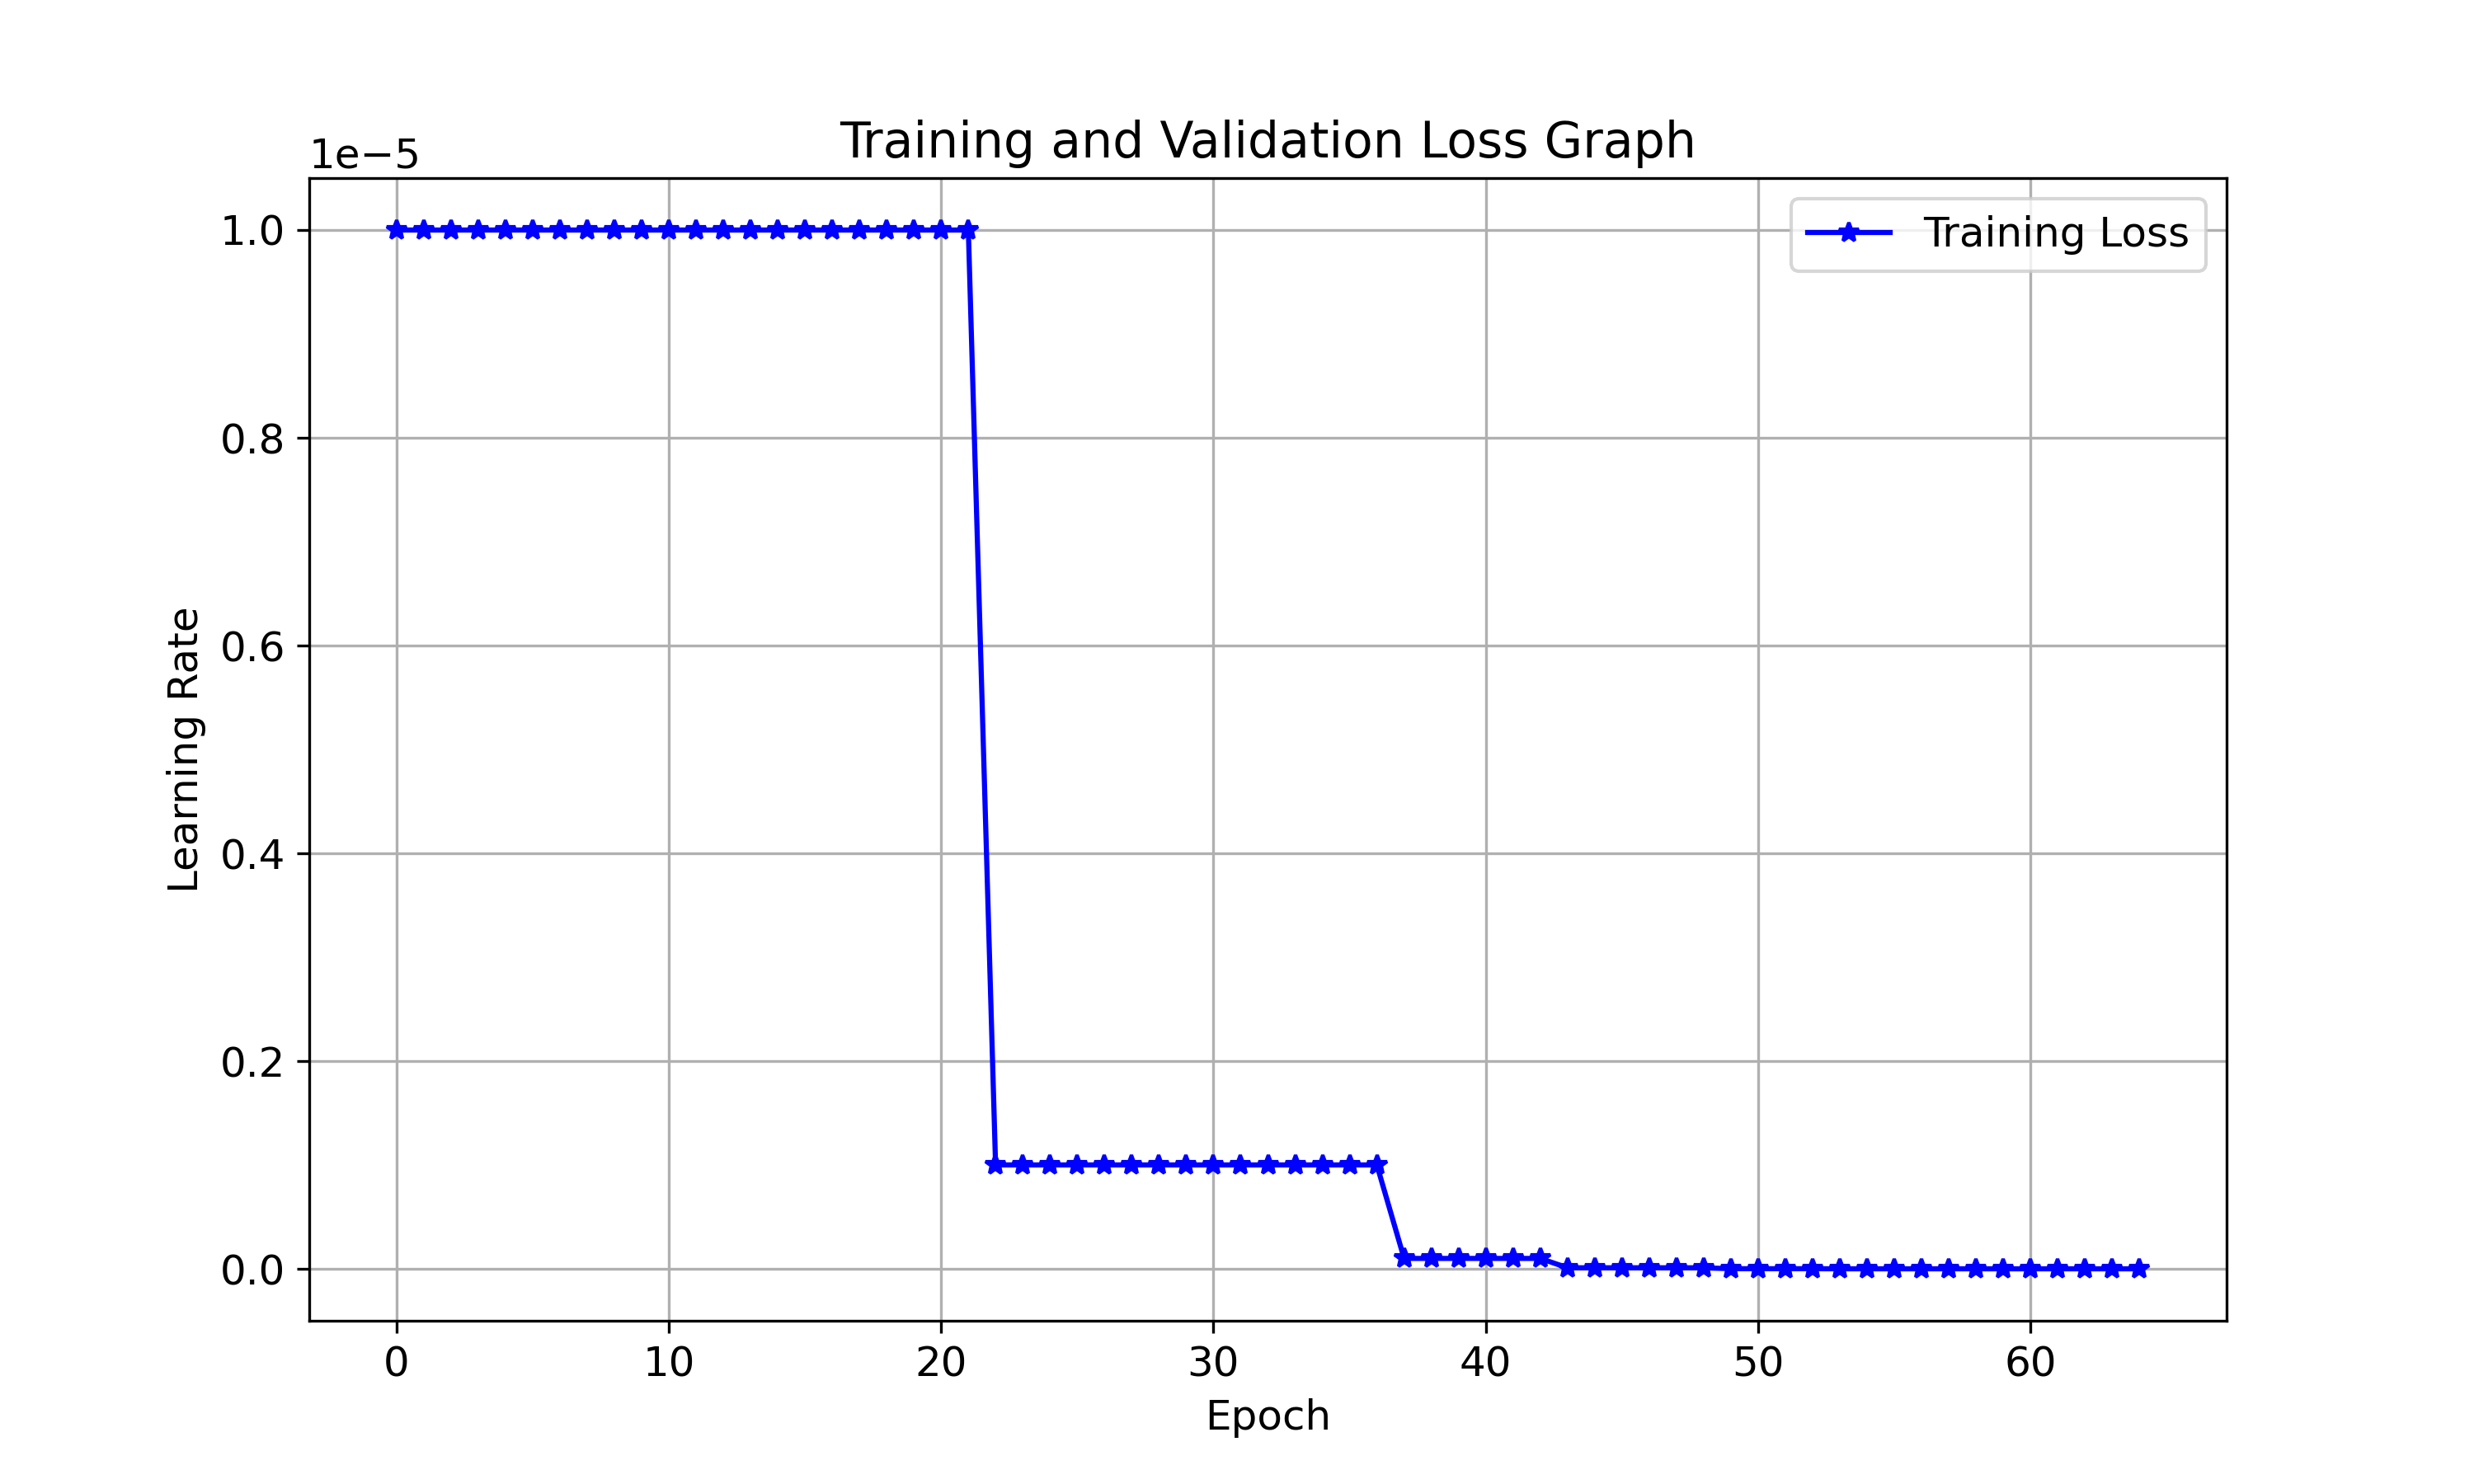 Training and Validation Loss Graph
1e−5
Training Loss
1.0
0.8
0.6
0.4
0.2
0.0
Learning Rate
0 10 20 30 40 50 60
Epoch